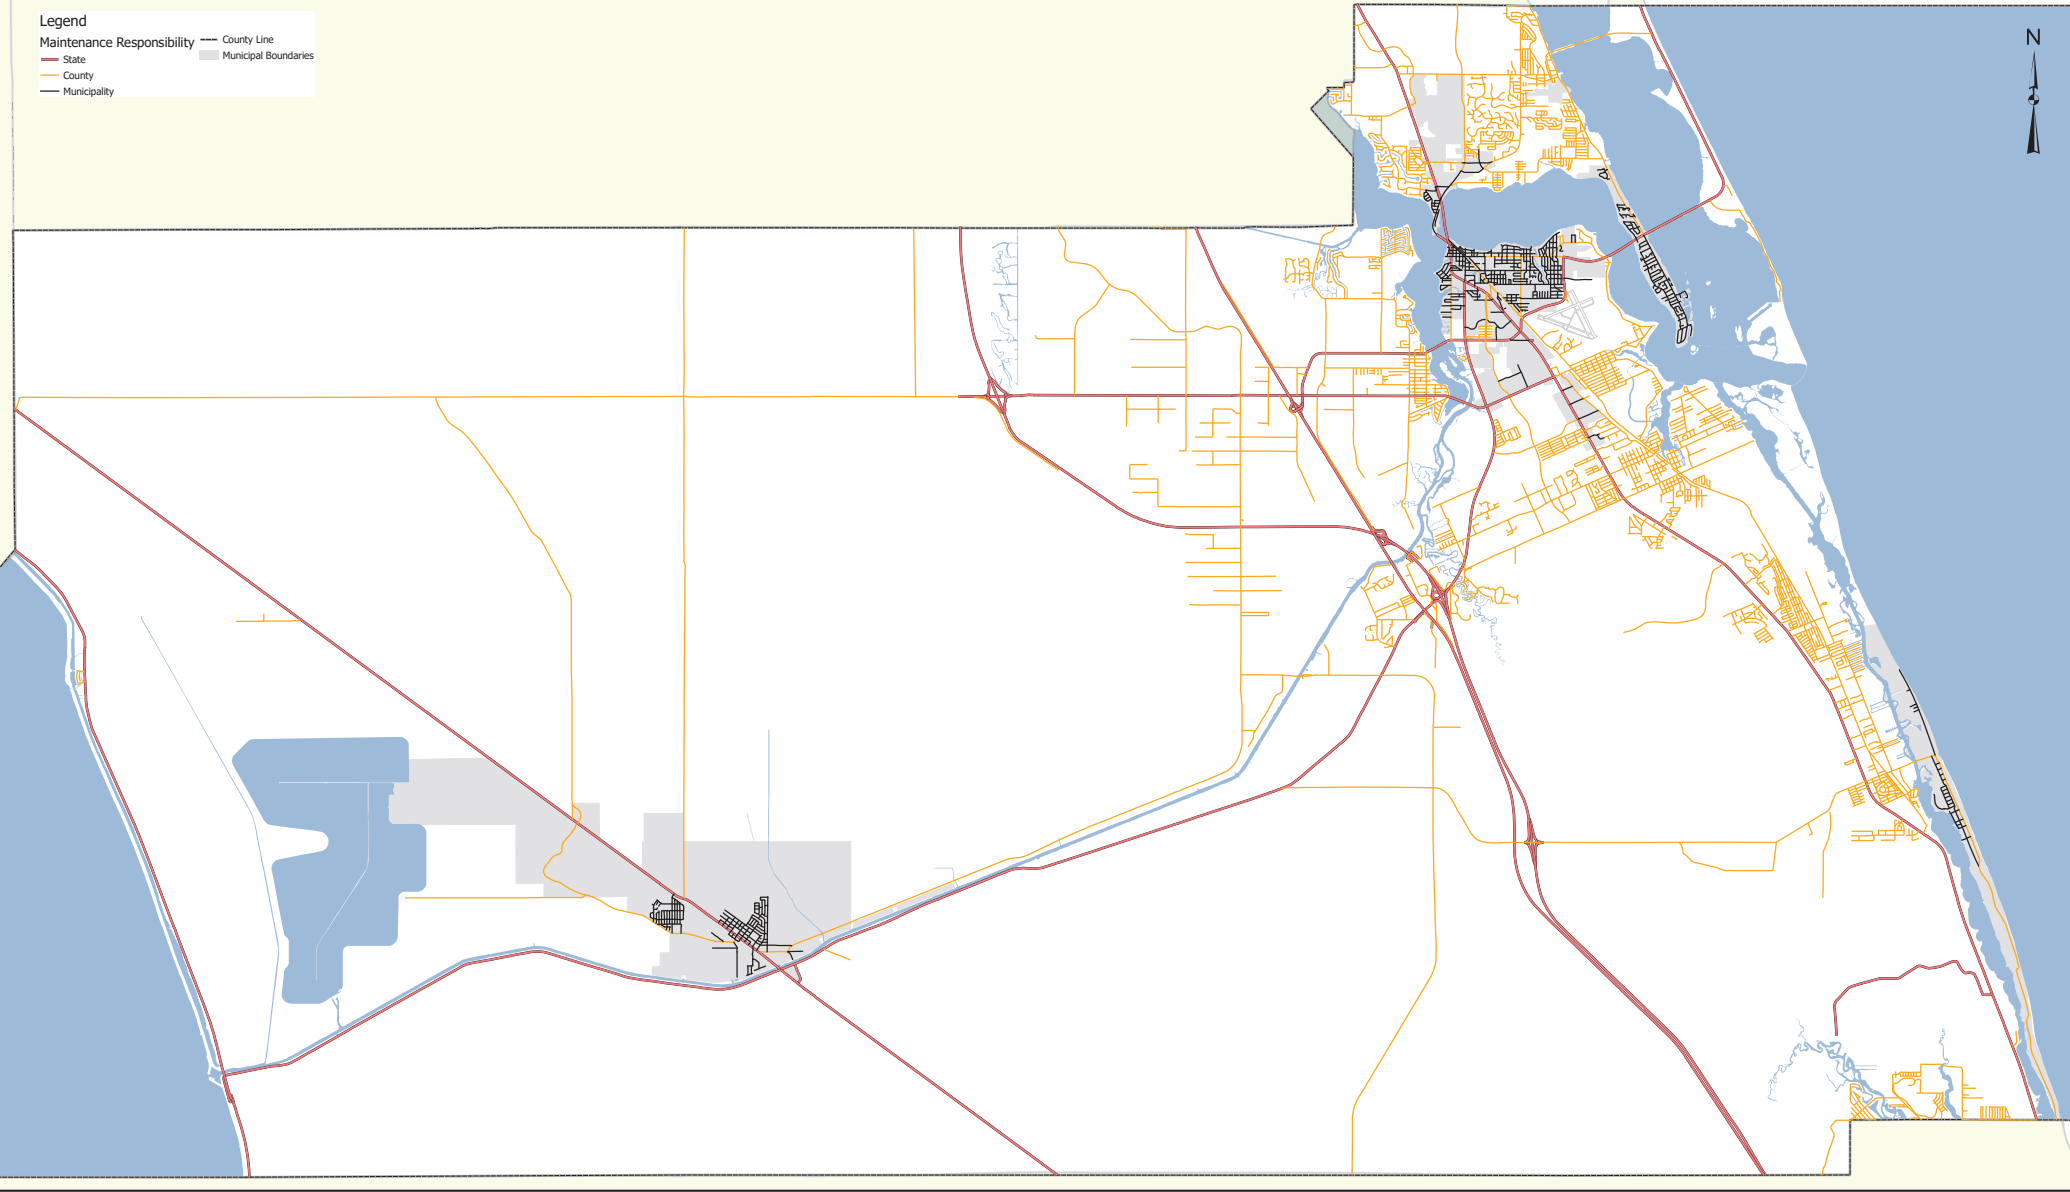 Legend
Maintenance Responsibility
State
County
Municipality
County Line
Municipal Boundaries
N